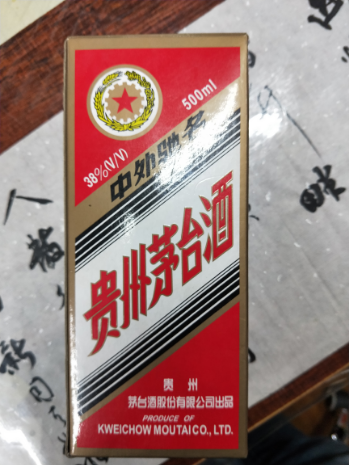 500ml
38%(V/V)
中外驰名
贵州茅台酒
贵州
茅台酒股份有限公司出品
PRODUCE OF
KWEICHOW MOUTAI CO., LTD.